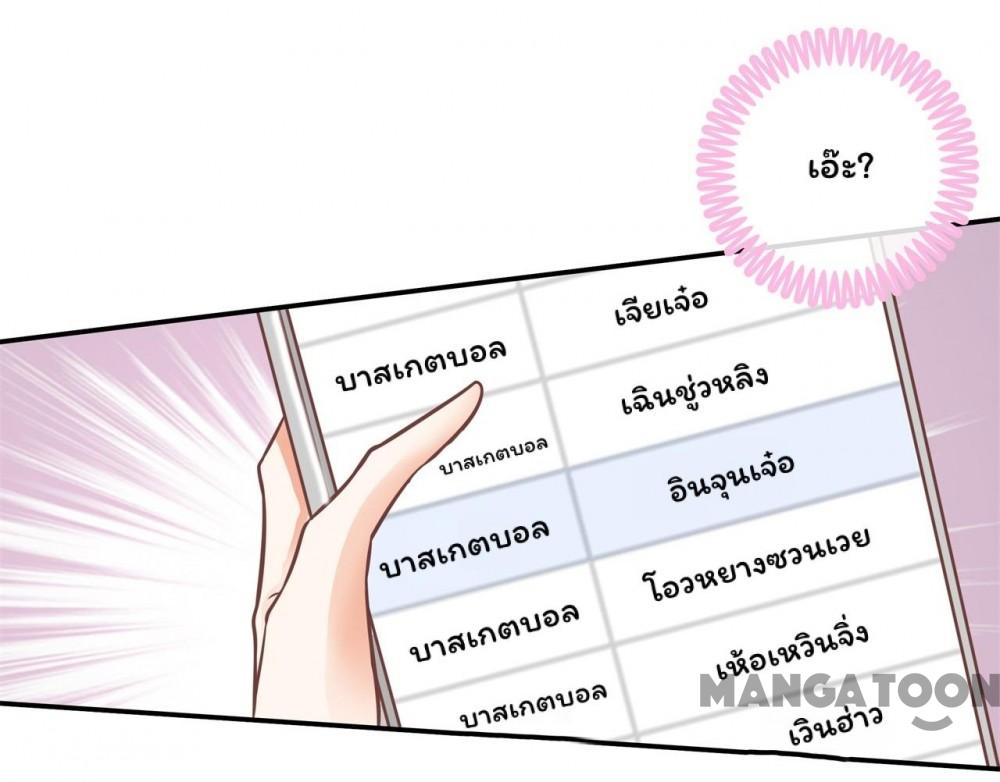 เอ๊ะ?
เจียเจ๋อ
บาสเกตบอล
เฉินชู่วหลิง
บาสเกตบอล
อินจุนเจ๋อ
บาสเกตบอล
โอวหยางซวนเวย
บาสเกตบอล
เห้อเหวินจิ่ง
บาสเกตบอล
เวินฮ่าว
MANGATOON